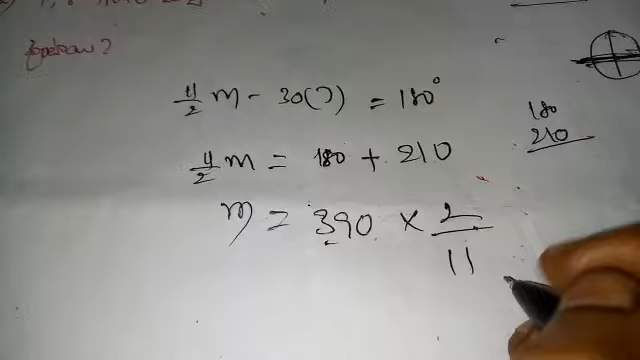 11/2 m - 30(7) = 180°
11/2 m = 180 + 210
m = 390 × 2/11
180
210